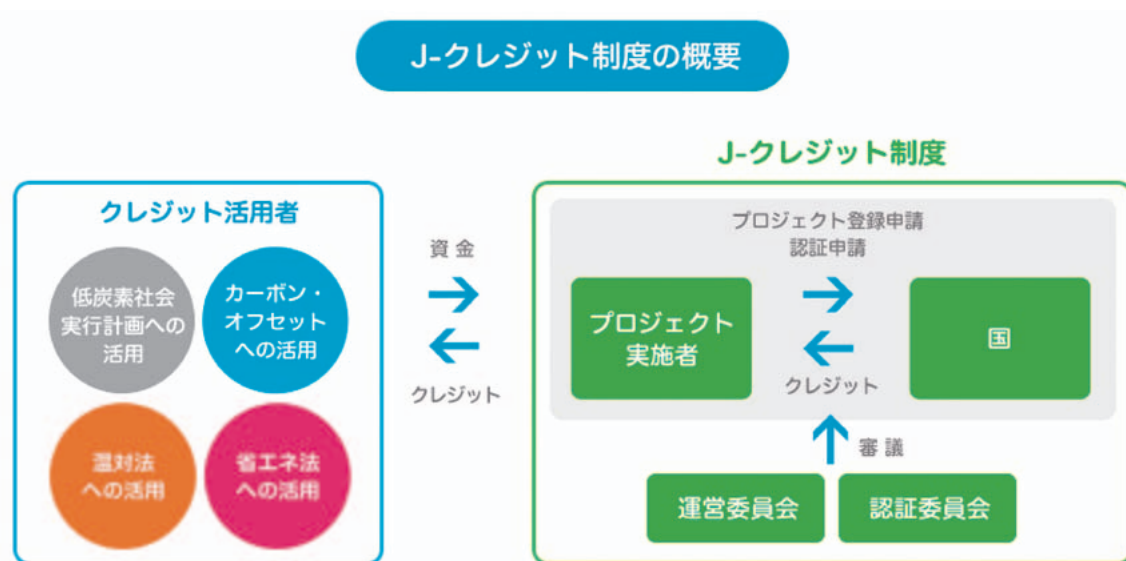 J-クレジット制度の概要
クレジット活用者
低炭素社会
実行計画への
活用
カーボン・
オフセット
への活用
温対法
への活用
省エネ法
への活用
資金
クレジット
J-クレジット制度
プロジェクト登録申請
認証申請
プロジェクト
実施者
国
クレジット
審議
運営委員会
認証委員会